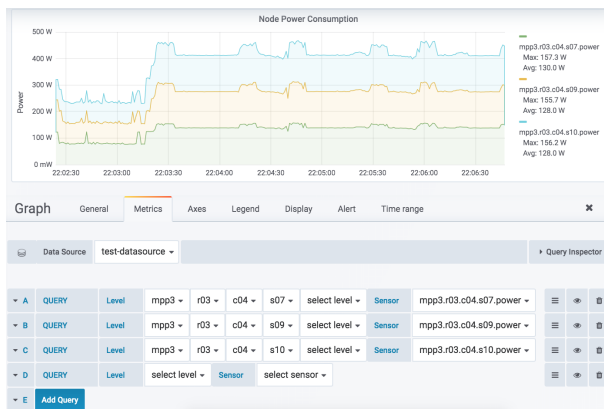 Node Power Consumption
500 W
400 W
300 W
200 W
100 W
0 mW
Power
22:02:30 22:03:00 22:03:30 22:04:00 22:04:30 22:05:00 22:05:30 22:06:00 22:06:30
mpp3.r03.c04.s07.power
Max: 157.3 W
Avg: 130.0 W
mpp3.r03.c04.s09.power
Max: 155.7 W
Avg: 128.0 W
mpp3.r03.c04.s10.power
Max: 156.2 W
Avg: 128.0 W
Graph General Metrics Axes Legend Display Alert Time range
Data Source test-datasource Query Inspector
A QUERY Level mpp3 r03 c04 s07 select level Sensor mpp3.r03.c04.s07.power
B QUERY Level mpp3 r03 c04 s09 select level Sensor mpp3.r03.c04.s09.power
C QUERY Level mpp3 r03 c04 s10 select level Sensor mpp3.r03.c04.s10.power
D QUERY Level select level Sensor select sensor
E Add Query